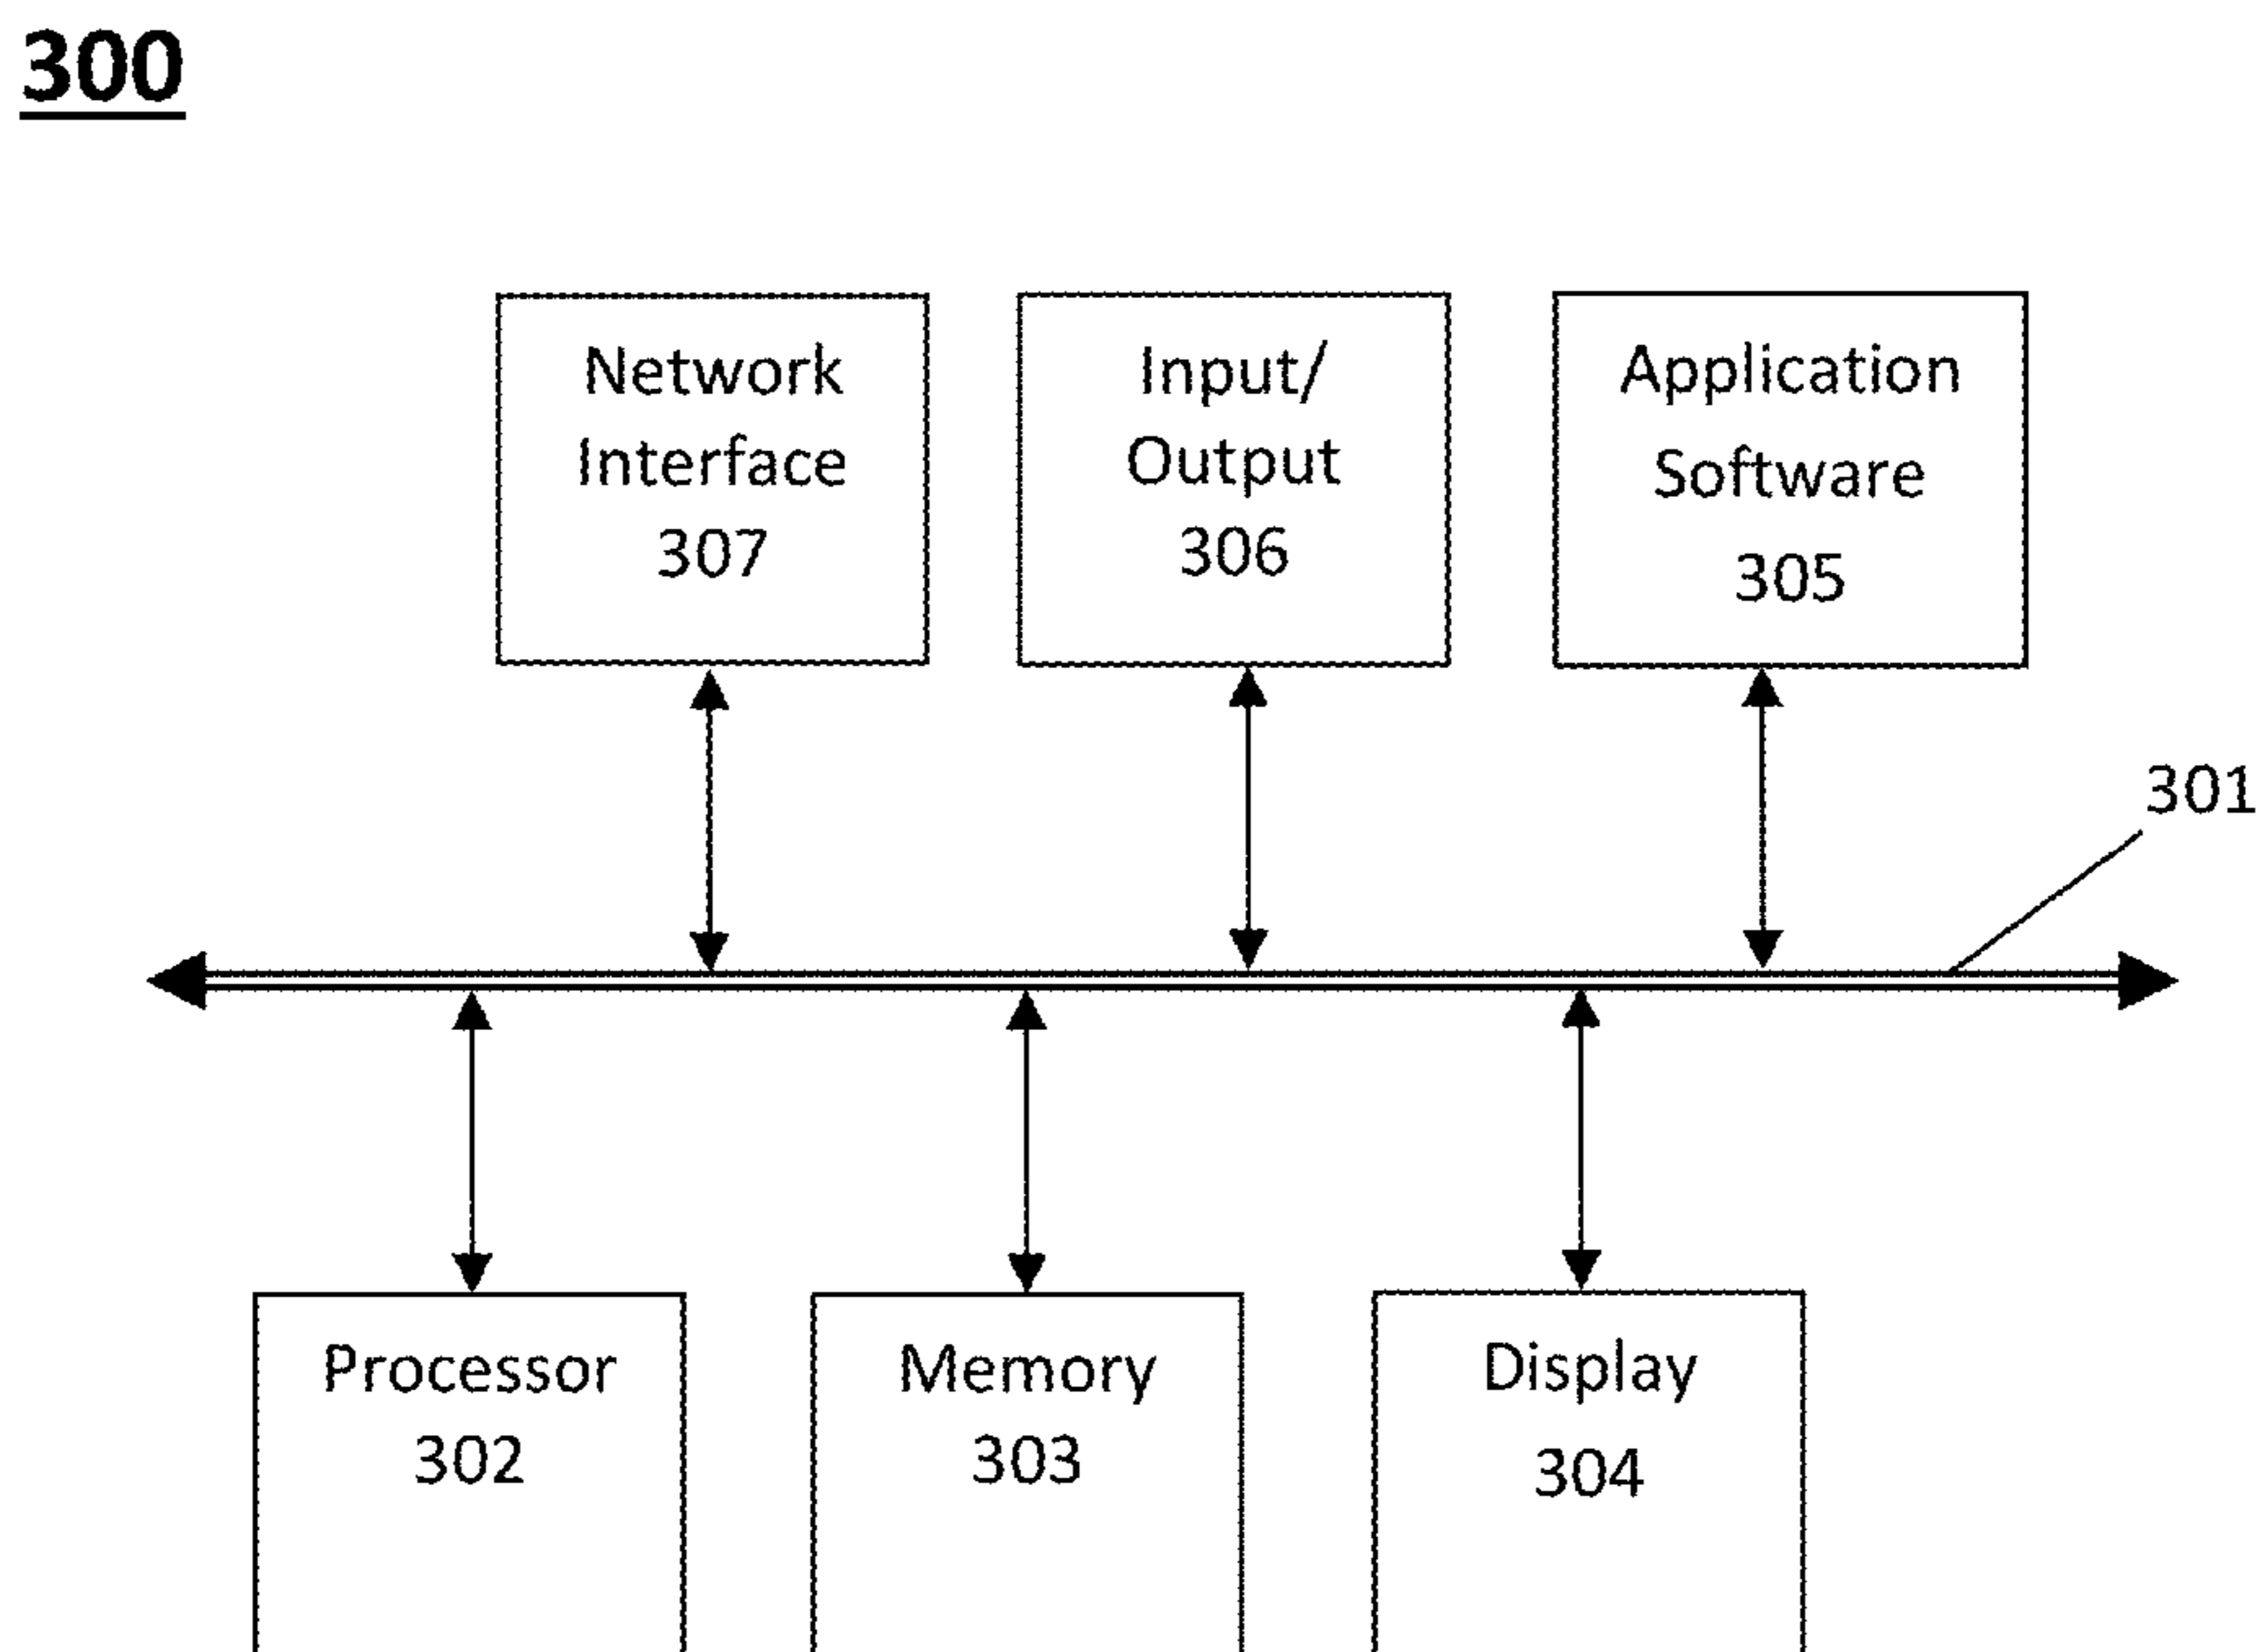 300
Network
Interface
307
Input/
Output
306
Application
Software
305
301
Processor
302
Memory
303
Display
304